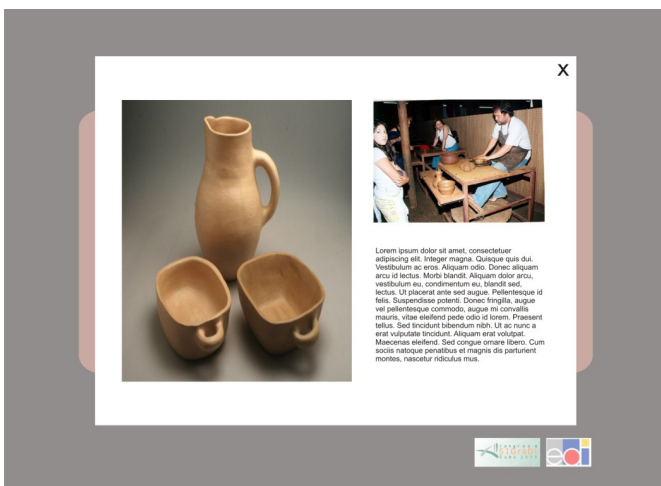 X
Lorem ipsum dolor sit amet, consectetuer
adipiscing elit. Integer magna. Quisque quis dui.
Vestibulum ac eros. Aliquam odio. Donec aliquam
arcu id lectus. Morbi blandit. Aliquam dolor arcu,
vestibulum eu, condimentum eu, blandit sed,
lectus. Ut placerat ante sed augue. Pellentesque id
felis. Suspendisse potenti. Donec fringilla, augue
vel pellentesque commodo, augue mi convallis
mauris, vitae eleifend pede odio id lorem. Praesent
tellus. Sed tincidunt bibendum nibh. Ut ac nunc a
erat vulputate tincidunt. Aliquam erat volutpat.
Maecenas eleifend. Sed congue ornare libero. Cum
sociis natoque penatibus et magnis dis parturient
montes, nascetur ridiculus mus.
edi